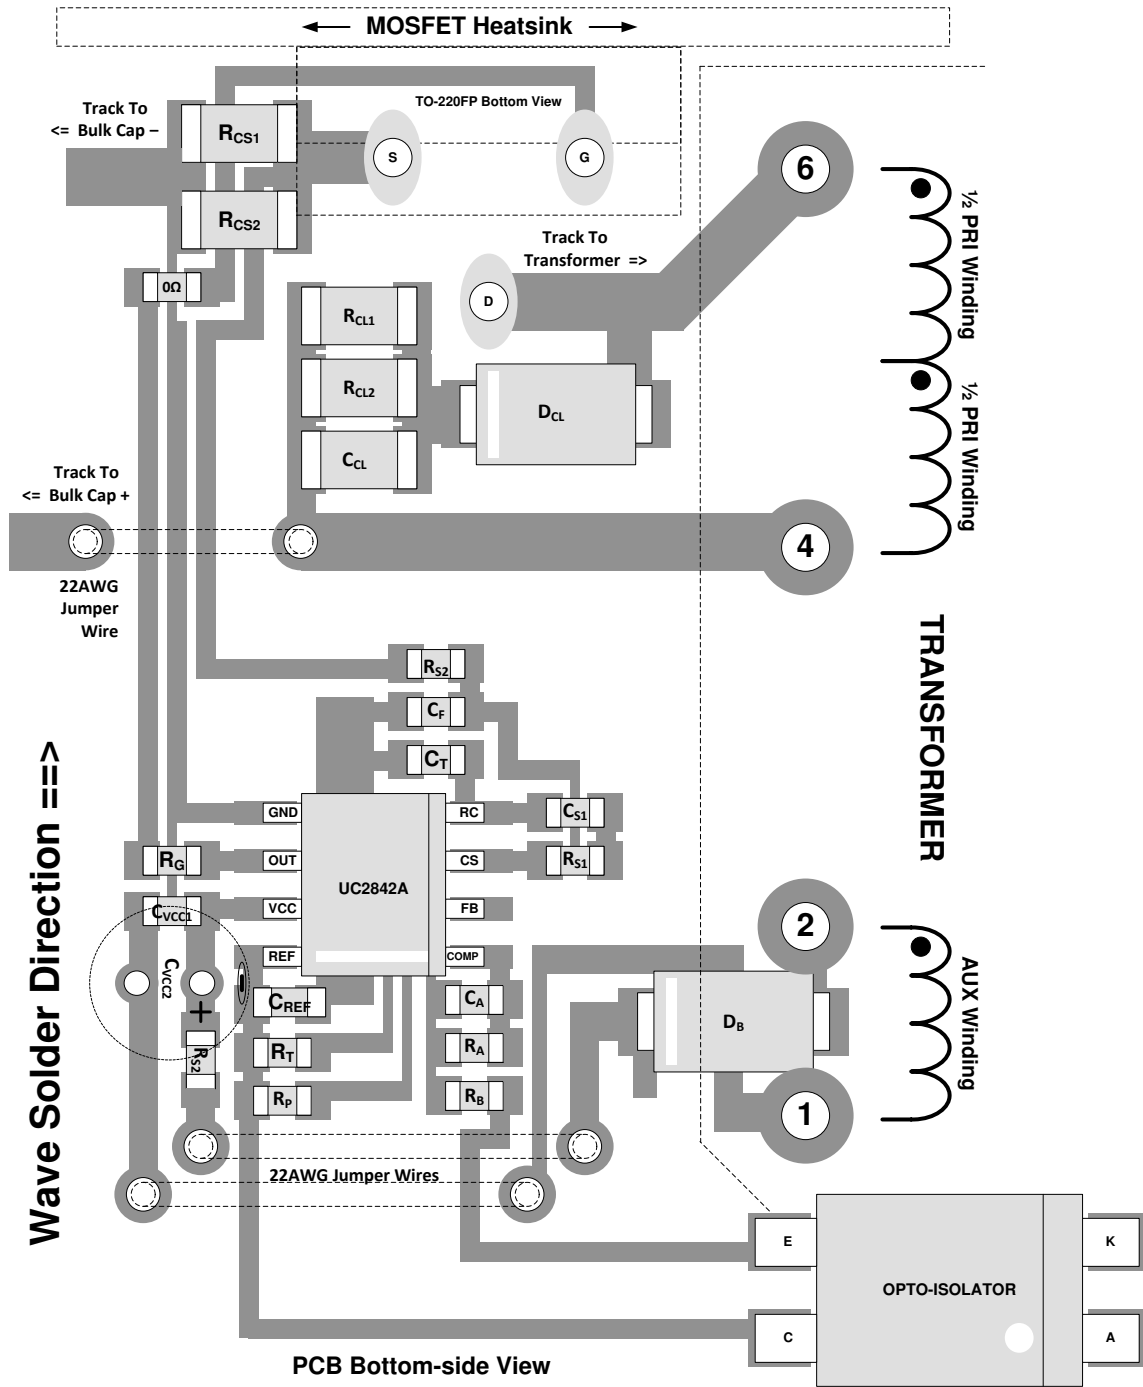 MOSFET Heatsink
TO-220FP Bottom View
Track To
<= Bulk Cap –
RCS1
S
G
6
RCS2
½ PRI Winding
Track To
Transformer =>
0Ω
D
RCL1
RCL2
DCL
½ PRI Winding
CCL
Track To
<= Bulk Cap +
4
22AWG
Jumper
Wire
TRANSFORMER
RS2
CF
CT
Wave Solder Direction ==>
GND
RC
CS1
RG
OUT
CS
RS1
UC2842A
CVCC1
VCC
FB
2
REF
COMP
CVCC2
+
CREF
CA
DB
AUX Winding
RS2
RT
RA
RP
RB
1
22AWG Jumper Wires
E
K
OPTO-ISOLATOR
C
A
PCB Bottom-side View